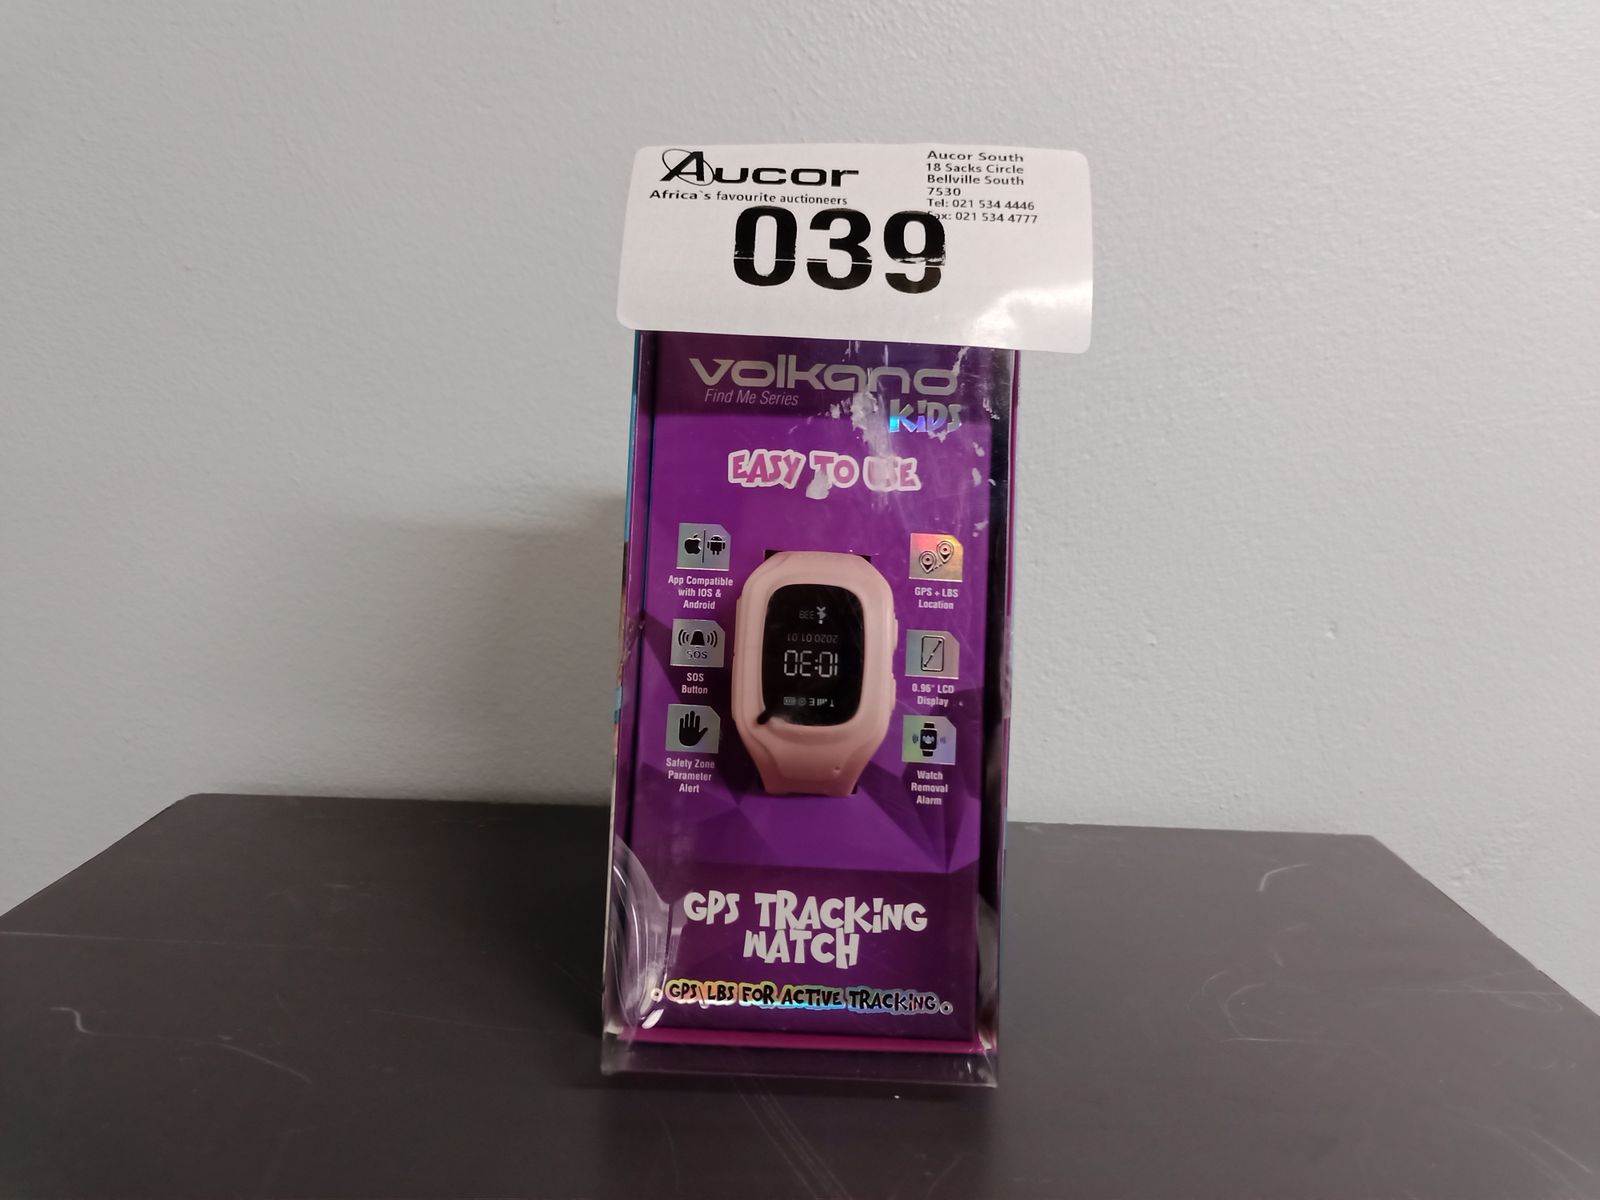 Aucor
Africa`s favourite auctioneers
Aucor South
18 Sacks Circle
Bellville South
7530
Tel: 021 534 4446
Fax: 021 534 4777
039
Volkano
Find Me Series
KiDS
EASY TO USE
App Compatible
with IOS &
Android
SOS
SOS
Button
Safety Zone
Parameter
Alert
GPS + LBS
Location
0.96" LCD
Display
Watch
Removal
Alarm
BEE
2020.01.01
10:30
GPS TRACKiNG
WATCH
GPS\LBS FOR ACTIVE TRACKiNG